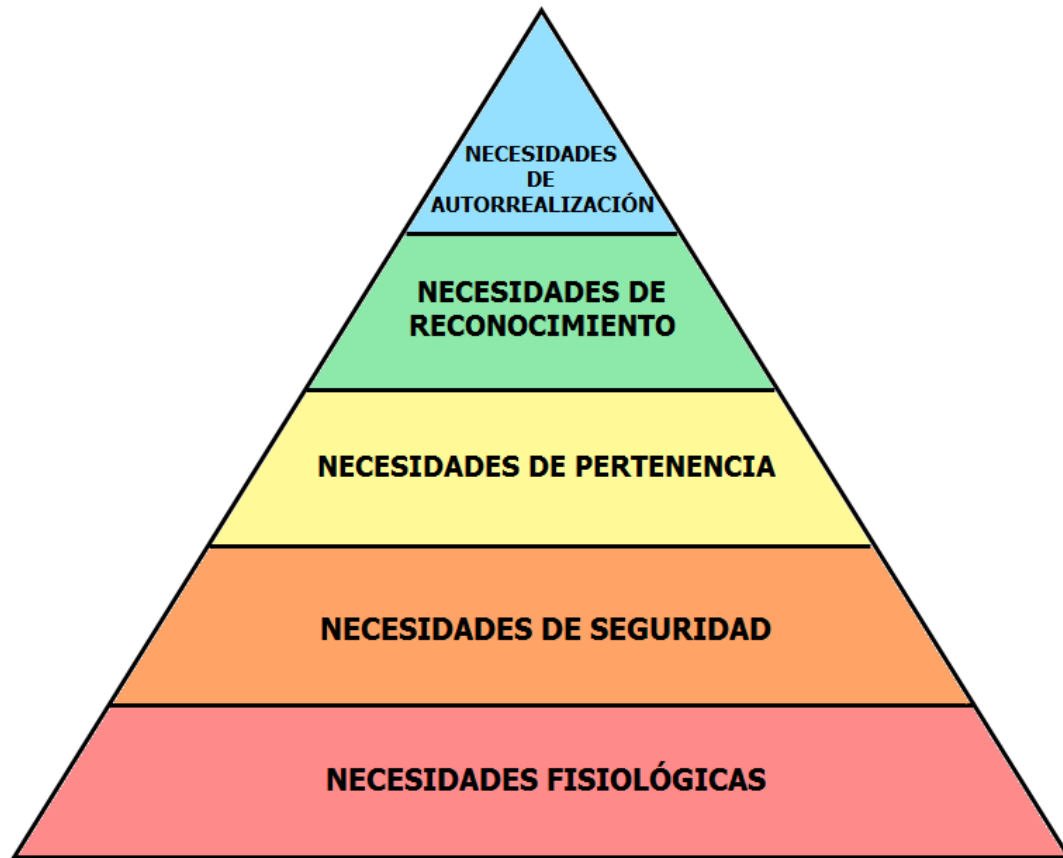 NECESIDADES
DE
AUTORREALIZACIÓN
NECESIDADES DE
RECONOCIMIENTO
NECESIDADES DE PERTENENCIA
NECESIDADES DE SEGURIDAD
NECESIDADES FISIOLÓGICAS